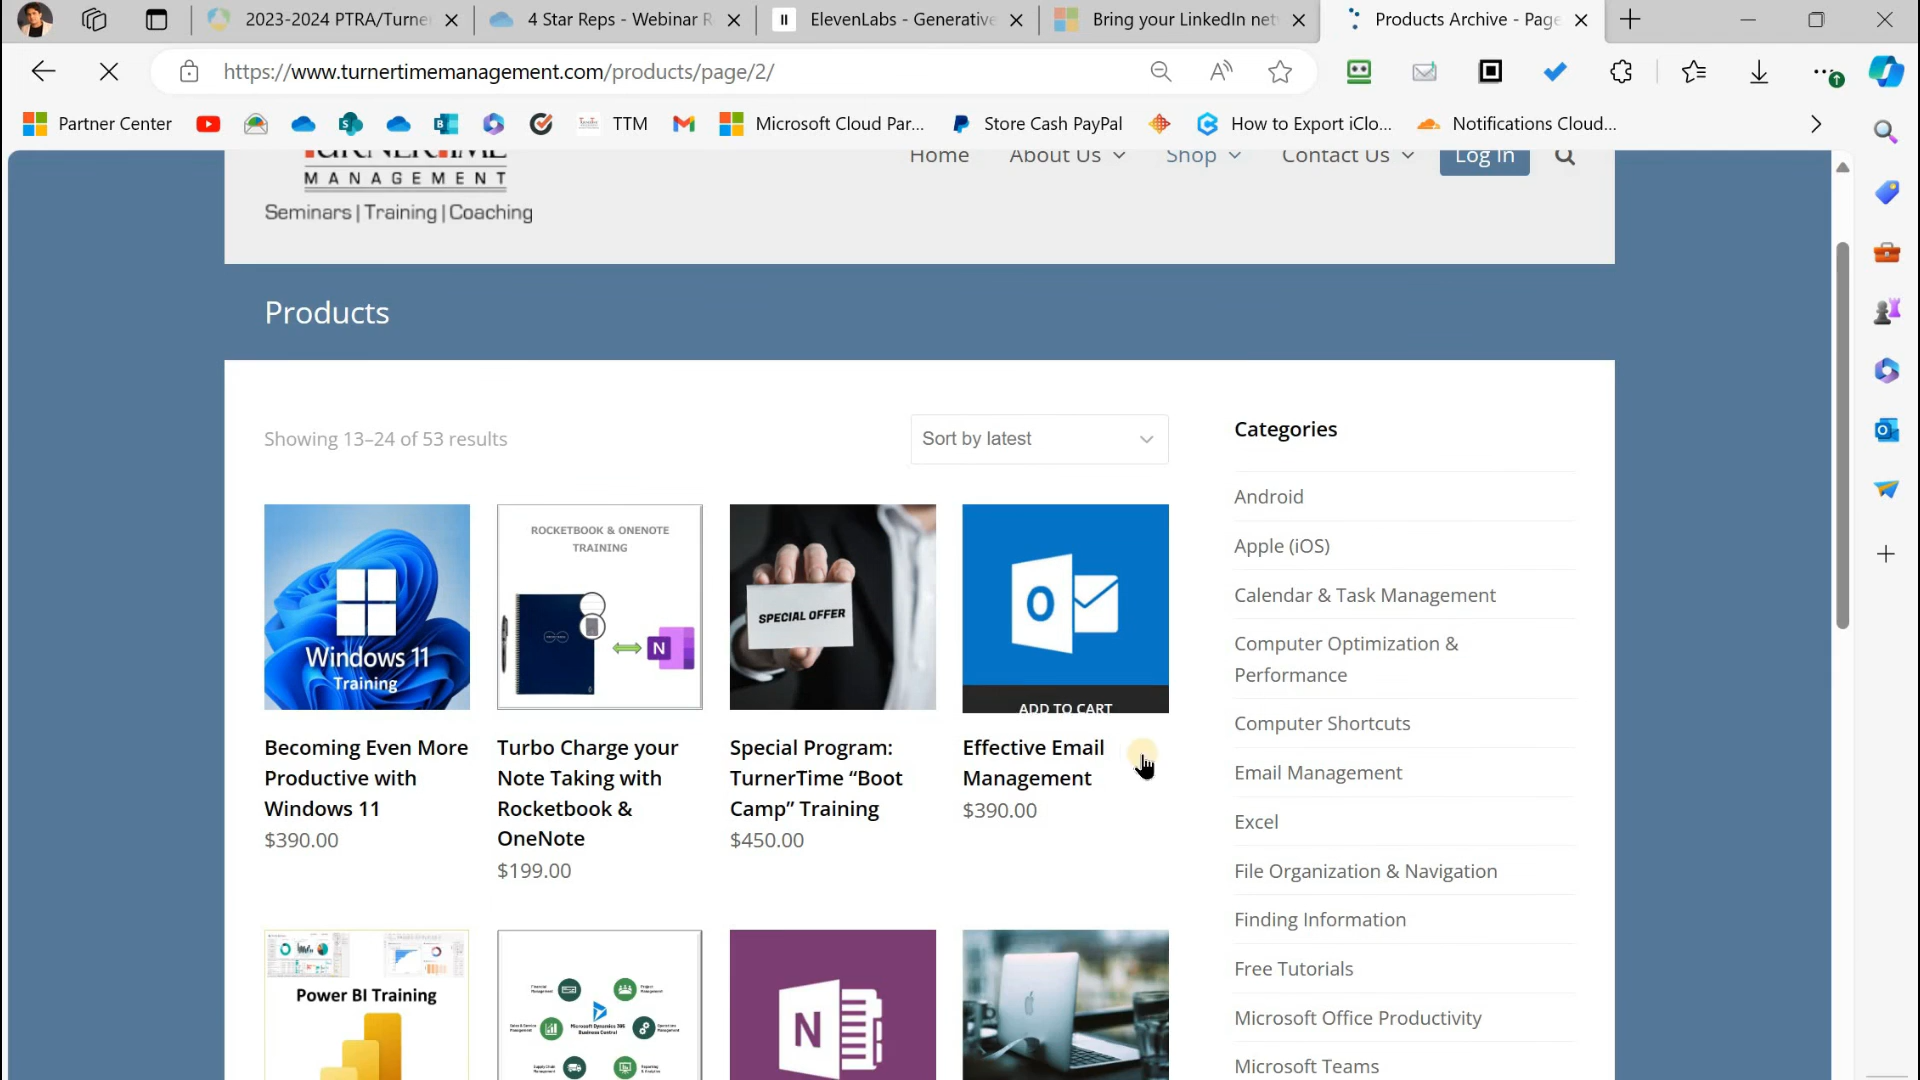 2023-2024 PTRA/Turne
4 Star Reps - Webinar R
ElevenLabs - Generative
Bring your LinkedIn net
Products Archive - Page
https://www.turnertimemanagement.com/products/page/2/
Partner Center
TTM
Microsoft Cloud Par...
Store Cash PayPal
How to Export iClo...
Notifications Cloud...
TURNERTIME
MANAGEMENT
Seminars | Training | Coaching
Home
About Us
Shop
Contact Us
Log In
Products
Showing 13–24 of 53 results
Sort by latest
Categories
Android
Apple (iOS)
Calendar & Task Management
Computer Optimization &
Performance
Computer Shortcuts
Email Management
Excel
File Organization & Navigation
Finding Information
Free Tutorials
Microsoft Office Productivity
Microsoft Teams
Windows 11
Training
Becoming Even More
Productive with
Windows 11
$390.00
ROCKETBOOK & ONENOTE
TRAINING
N
Turbo Charge your
Note Taking with
Rocketbook &
OneNote
$199.00
SPECIAL OFFER
Special Program:
TurnerTime “Boot
Camp” Training
$450.00
O
ADD TO CART
Effective Email
Management
$390.00
Power BI Training
Microsoft Dynamics 365
Business Central
N